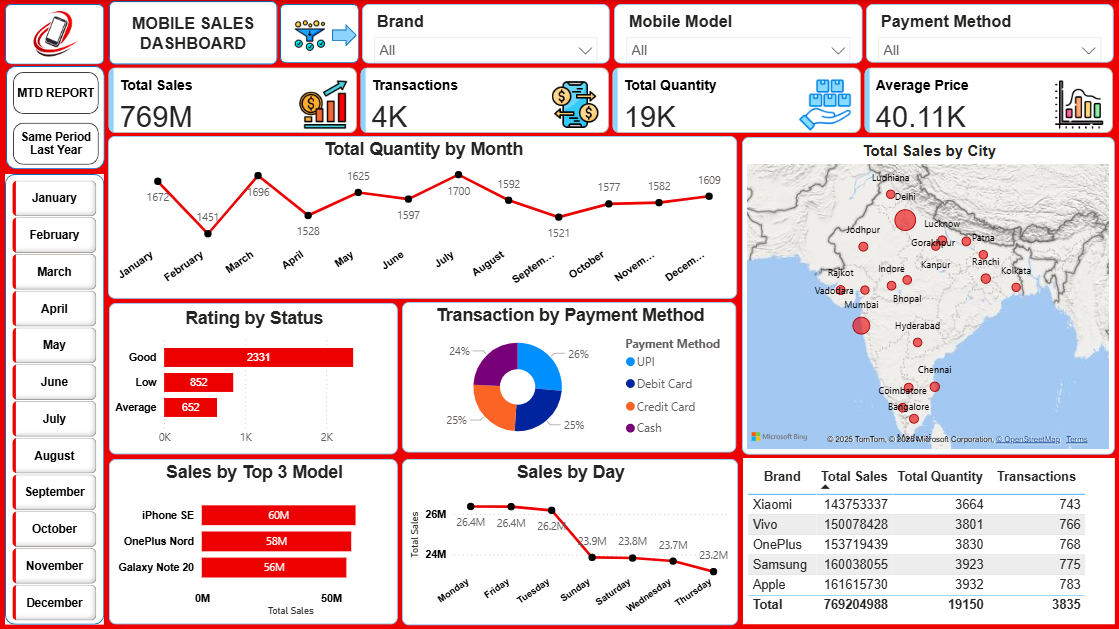 MOBILE SALES
DASHBOARD
Brand
All
Mobile Model
All
Payment Method
All
MTD REPORT
Same Period
Last Year
Total Sales
769M
Transactions
4K
Total Quantity
19K
Average Price
40.11K
January
February
March
April
May
June
July
August
September
October
November
December
Total Quantity by Month
1672
1451
1696
1528
1625
1597
1700
1592
1521
1577
1582
1609
January
February
March
April
May
June
July
August
Septem...
October
Novem...
Decem...
Total Sales by City
Ludhiana
Delhi
Jodhpur
Lucknow
Gorakhpur
Patna
Kanpur
Ranchi
Kolkata
Rajkot
Indore
Vadodara
Bhopal
Mumbai
Hyderabad
Chennai
Coimbatore
Bangalore
Microsoft Bing
© 2025 TomTom, © 2025 Microsoft Corporation, © OpenStreetMap Terms
Rating by Status
Good 2331
Low 852
Average 652
0K 1K 2K
Transaction by Payment Method
24%
26%
25%
25%
Payment Method
UPI
Debit Card
Credit Card
Cash
Sales by Top 3 Model
iPhone SE 60M
OnePlus Nord 58M
Galaxy Note 20 56M
0M 50M
Total Sales
Sales by Day
Total Sales
26M
24M
26.4M
26.4M
26.2M
23.9M
23.8M
23.7M
23.2M
Monday
Friday
Tuesday
Sunday
Saturday
Wednesday
Thursday
Brand Total Sales Total Quantity Transactions
Xiaomi 143753337 3664 743
Vivo 150078428 3801 766
OnePlus 153719439 3830 768
Samsung 160038055 3923 775
Apple 161615730 3932 783
Total 769204988 19150 3835